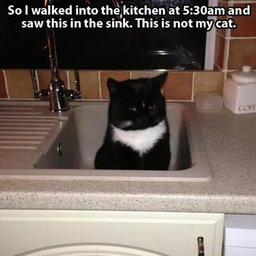 So I walked into the kitchen at 5:30am and
saw this in the sink. This is not my cat.
COFF